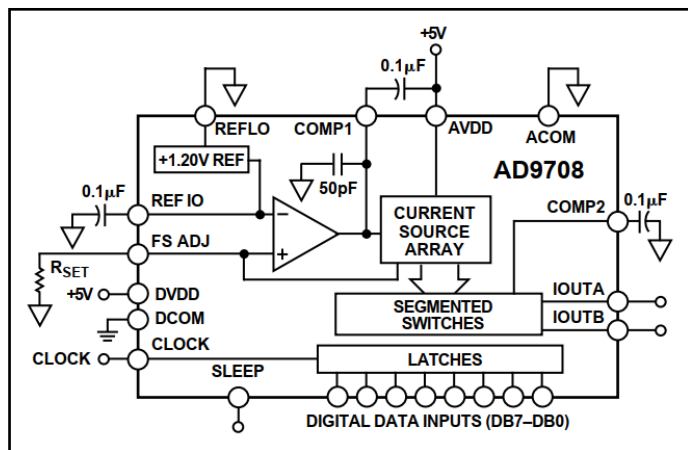 +5V
0.1µF
REFLO
COMP1
AVDD
ACOM
+1.20V REF
50pF
AD9708
0.1µF
REF IO
COMP2
0.1µF
–
CURRENT
SOURCE
ARRAY
FS ADJ
+
RSET
+5V
DVDD
SEGMENTED
SWITCHES
IOUTA
IOUTB
DCOM
CLOCK
CLOCK
LATCHES
SLEEP
DIGITAL DATA INPUTS (DB7–DB0)